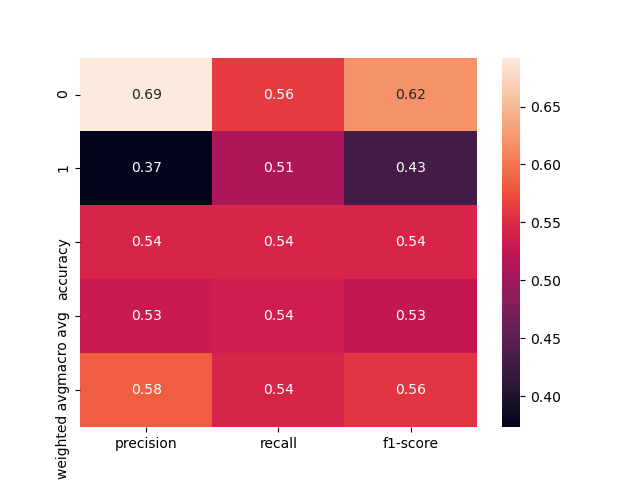 0 0.69 0.56 0.62
1 0.37 0.51 0.43
accuracy 0.54 0.54 0.54
macro avg 0.53 0.54 0.53
weighted avg 0.58 0.54 0.56
precision recall f1-score
0.65
0.60
0.55
0.50
0.45
0.40